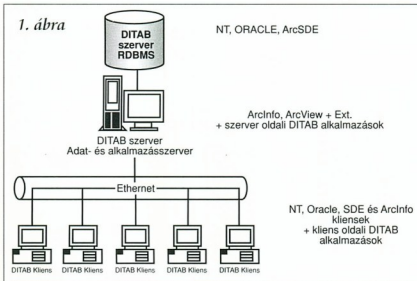 1. ábra
DITAB
szerver
RDBMS
NT, ORACLE, ArcSDE
ArcInfo, ArcView + Ext.
+ szerver oldali DITAB alkalmazások
DITAB szerver
Adat- és alkalmazásszerver
Ethernet
NT, Oracle, SDE és ArcInfo
kliensek
+ kliens oldali DITAB
alkalmazások
DITAB Kliens
DITAB Kliens
DITAB Kliens
DITAB Kliens
DITAB Kliens